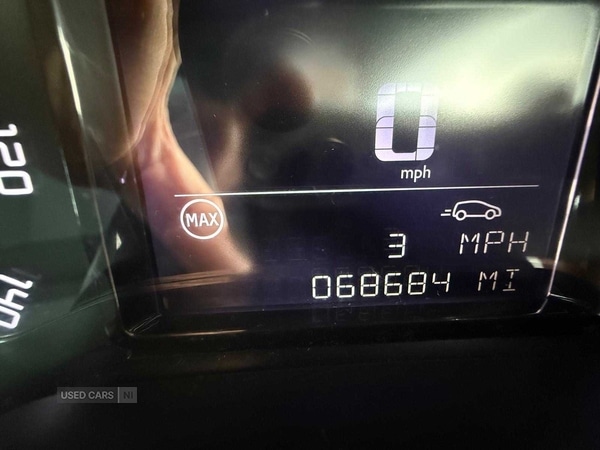 0
mph
120
MAX
3 MPH
140
068684 MI
USED CARS NI